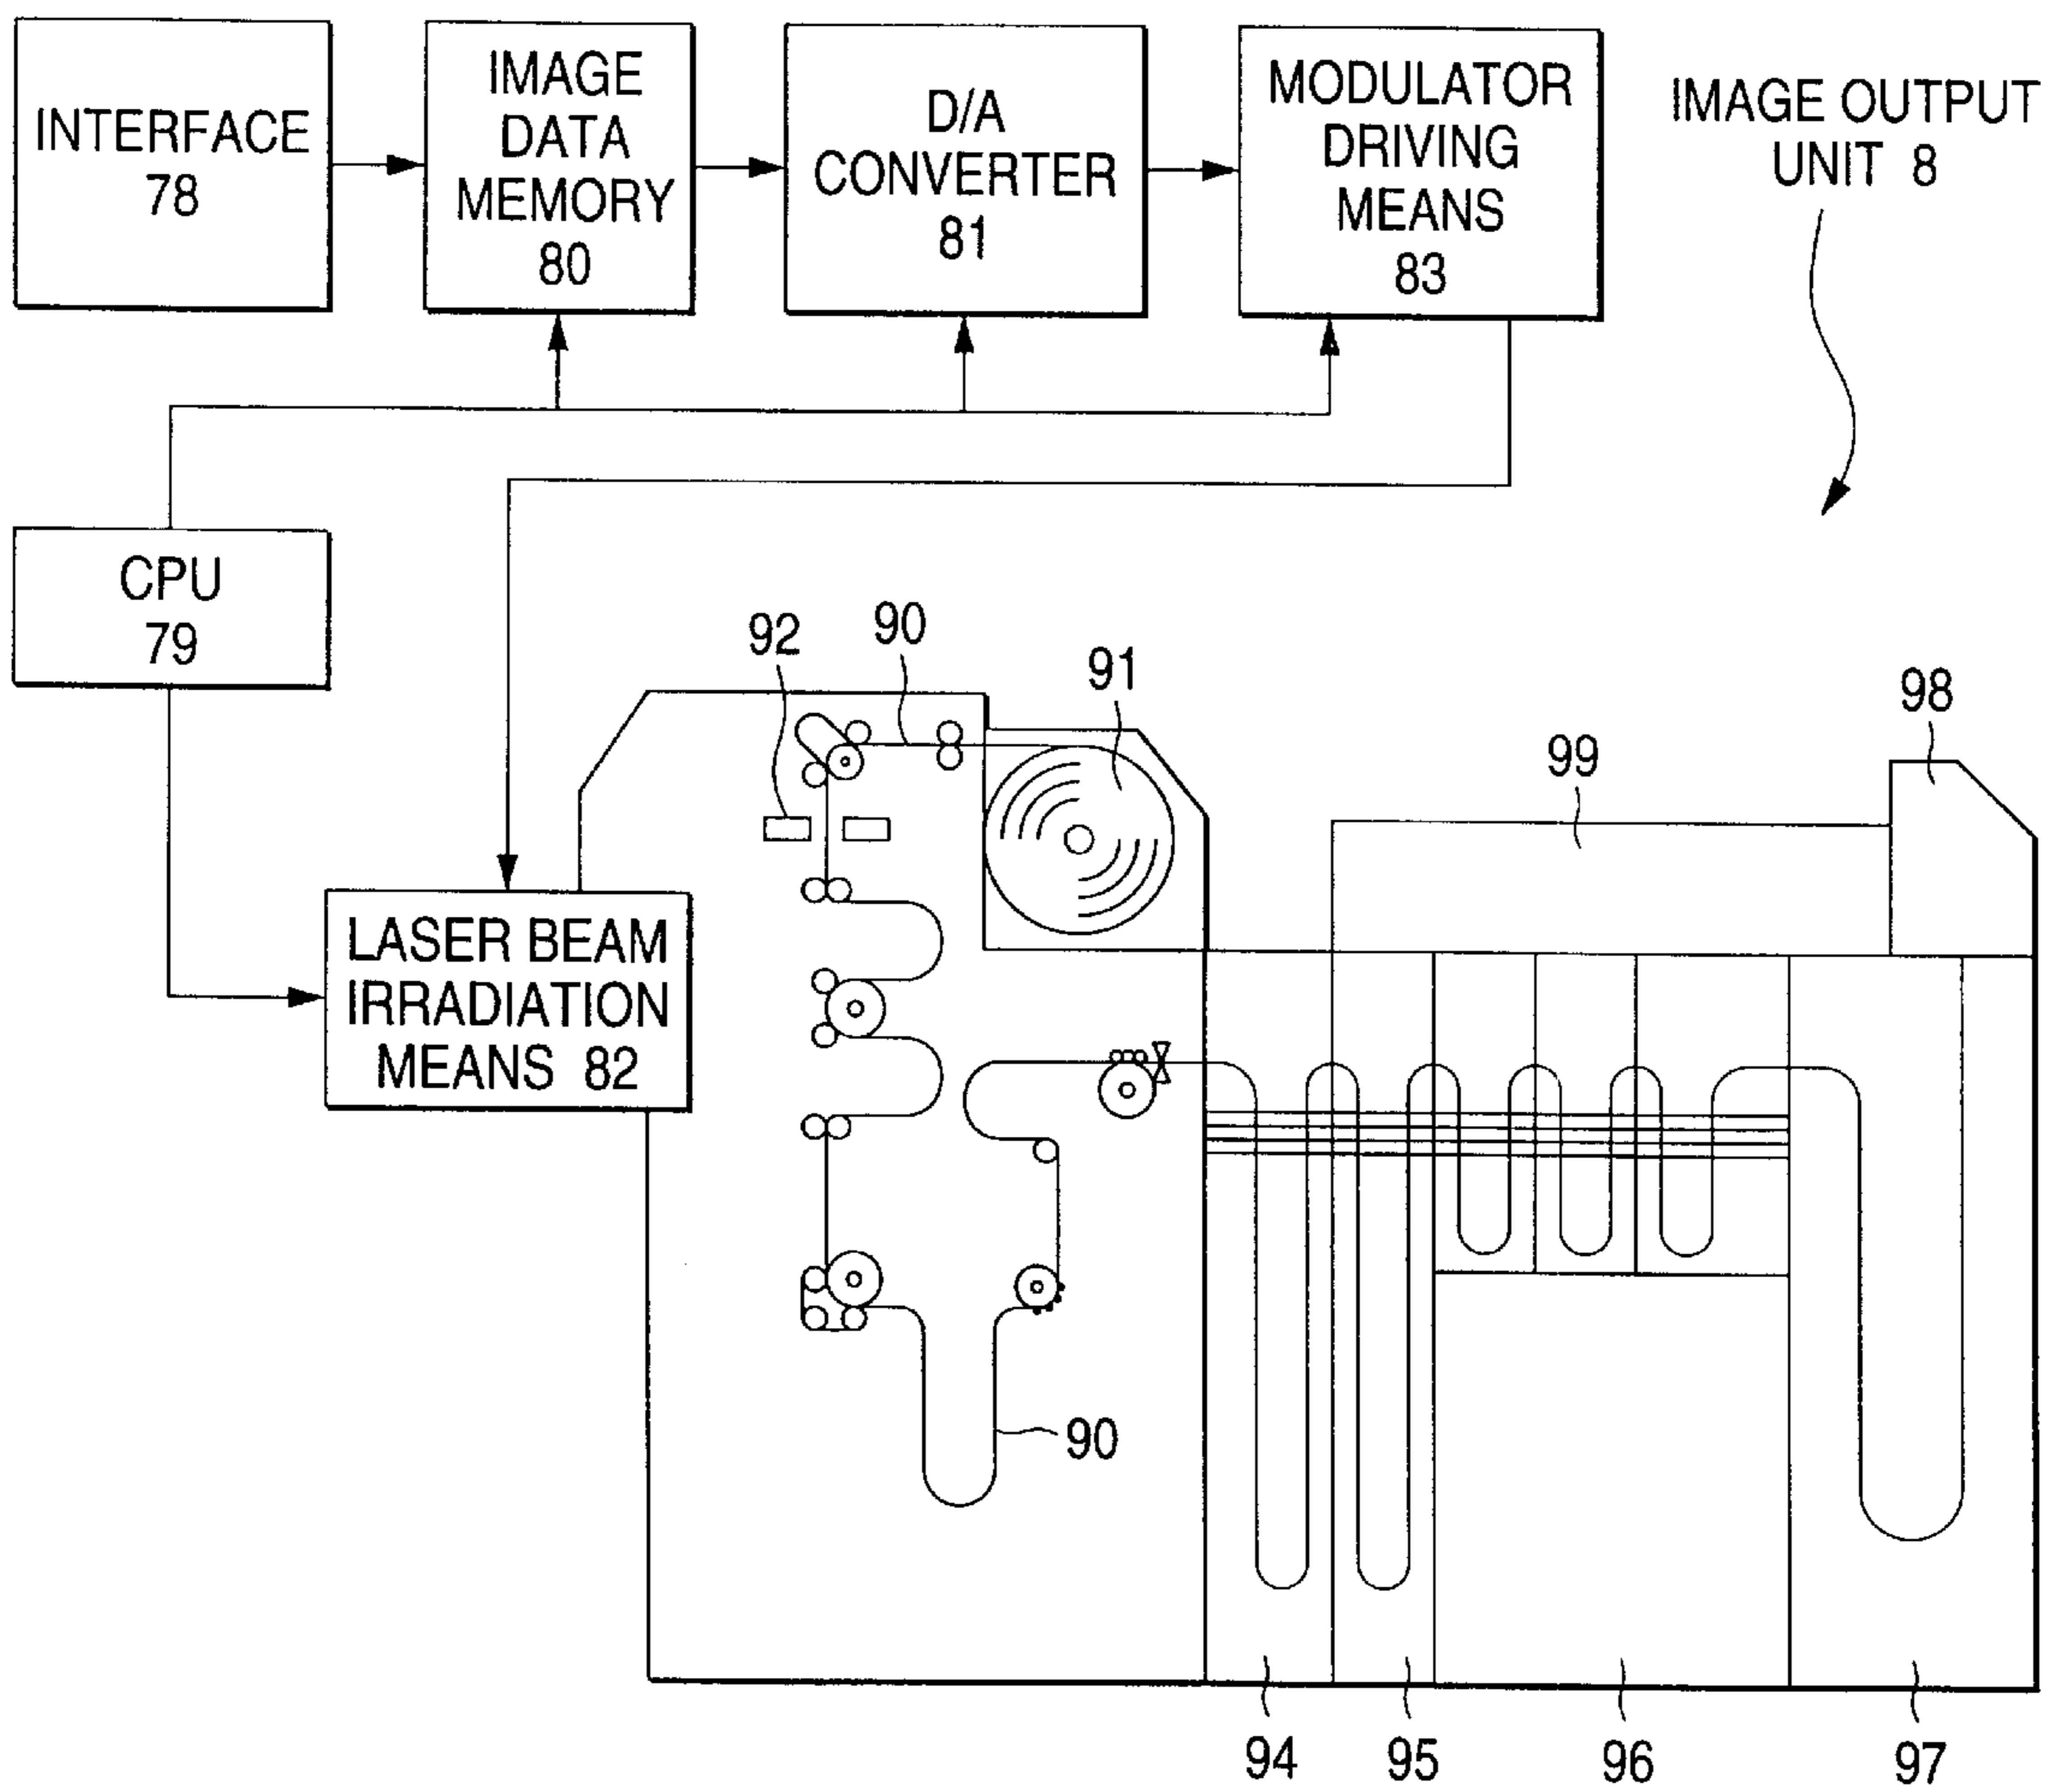 INTERFACE
78
IMAGE
DATA
MEMORY
80
D/A
CONVERTER
81
MODULATOR
DRIVING
MEANS
83
IMAGE OUTPUT
UNIT 8
CPU
79
LASER BEAM
IRRADIATION
MEANS 82
92
90
91
99
98
90
94
95
96
97